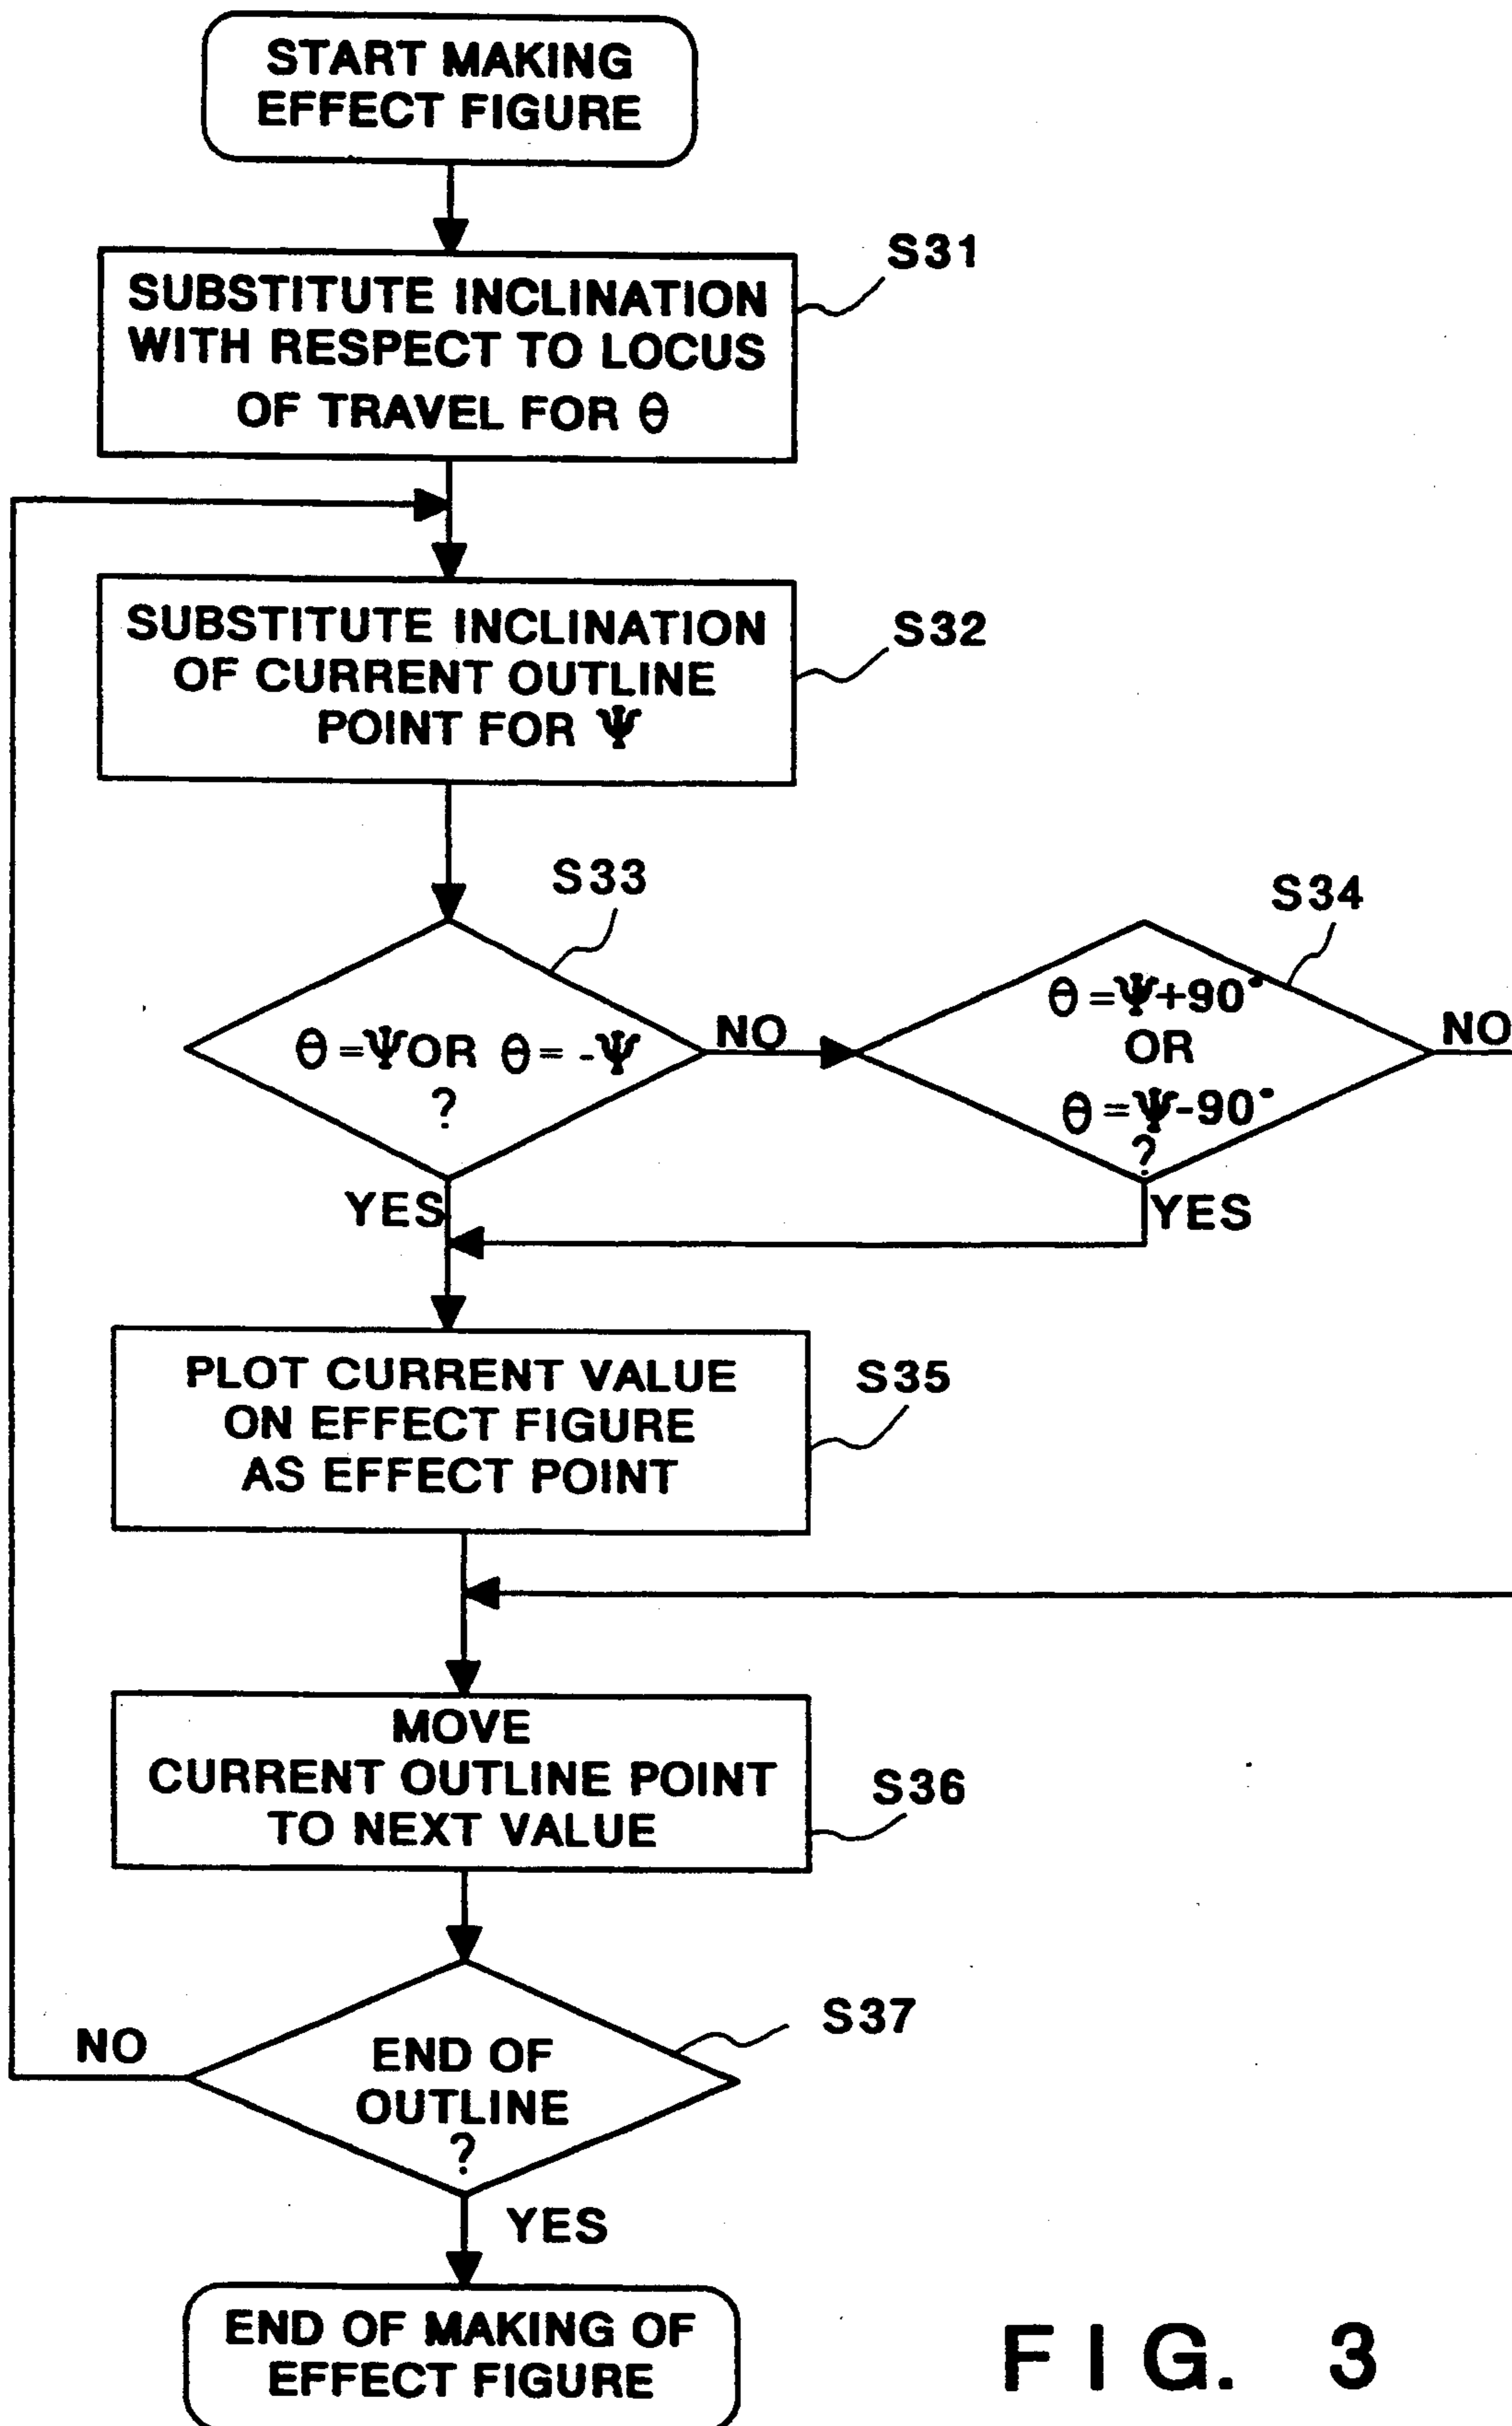 START MAKING
EFFECT FIGURE
S31
SUBSTITUTE INCLINATION
WITH RESPECT TO LOCUS
OF TRAVEL FOR θ
S32
SUBSTITUTE INCLINATION
OF CURRENT OUTLINE
POINT FOR Ψ
S33
θ=Ψ OR θ=-Ψ
?
NO
YES
S34
θ=Ψ+90°
OR
θ=Ψ-90°
?
NO
YES
S35
PLOT CURRENT VALUE
ON EFFECT FIGURE
AS EFFECT POINT
S36
MOVE
CURRENT OUTLINE POINT
TO NEXT VALUE
S37
END OF
OUTLINE
?
NO
YES
END OF MAKING OF
EFFECT FIGURE
FIG. 3